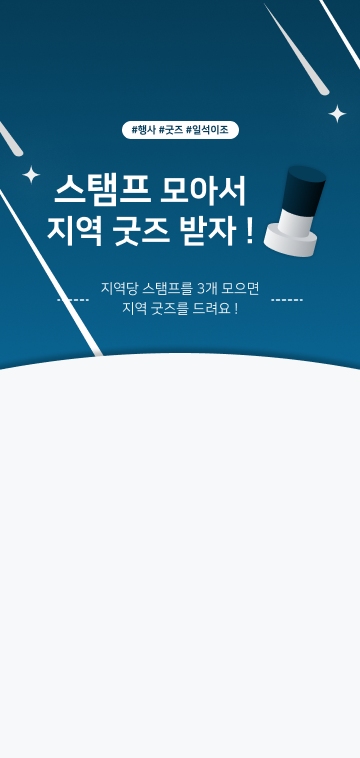 #행사 #굿즈 #일석이조
스탬프 모아서
지역 굿즈 받자 !
지역당 스탬프를 3개 모으면
지역 굿즈를 드려요 !